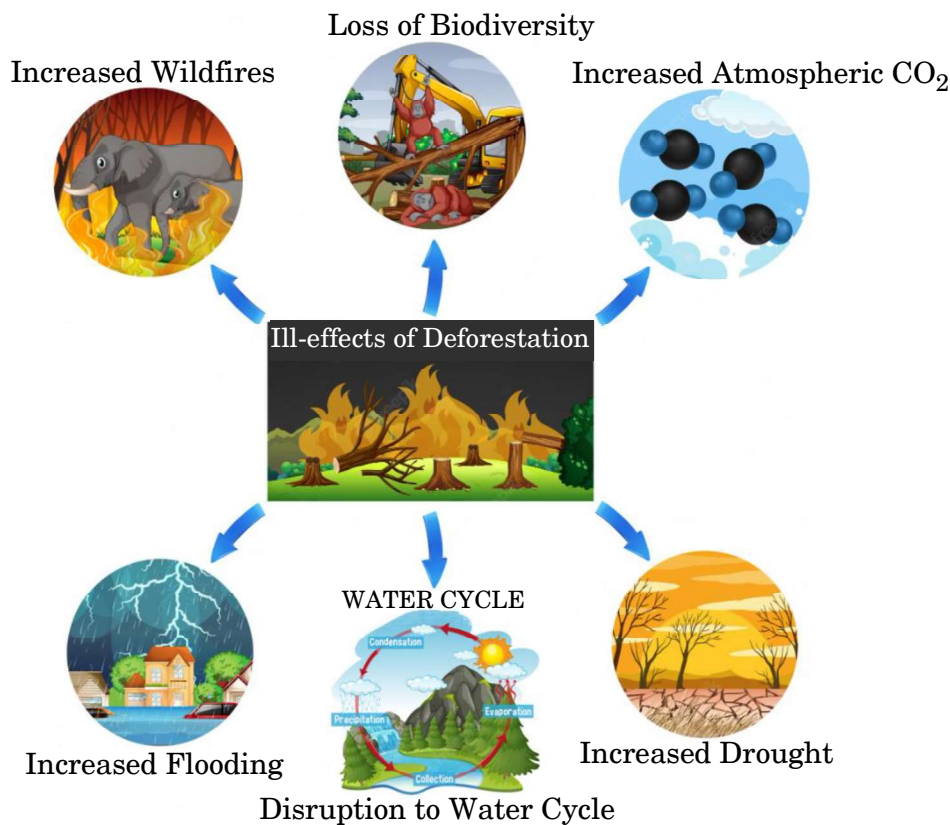 Loss of Biodiversity
Increased Wildfires
Increased Atmospheric CO₂
Ill-effects of Deforestation
WATER CYCLE
Condensation
Precipitation
Evaporation
Collection
Increased Flooding
Increased Drought
Disruption to Water Cycle